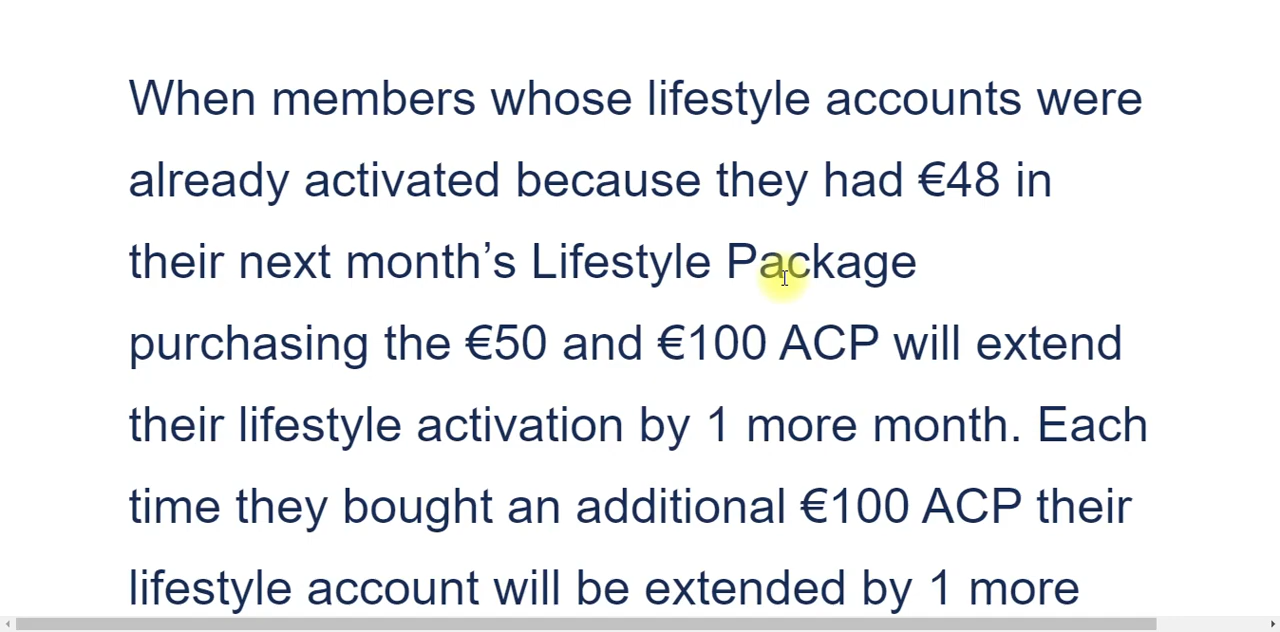 When members whose lifestyle accounts were
already activated because they had €48 in
their next month’s Lifestyle Package
purchasing the €50 and €100 ACP will extend
their lifestyle activation by 1 more month. Each
time they bought an additional €100 ACP their
lifestyle account will be extended by 1 more